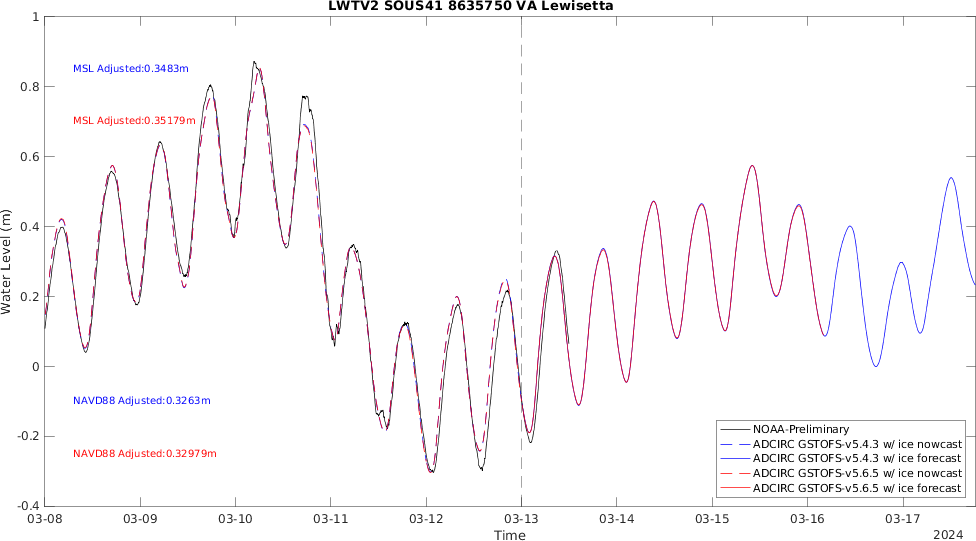 LWTV2 SOUS41 8635750 VA Lewisetta
1
0.8
0.6
0.4
0.2
0
-0.2
-0.4
Water Level (m)
MSL Adjusted:0.3483m
MSL Adjusted:0.35179m
NAVD88 Adjusted:0.3263m
NAVD88 Adjusted:0.32979m
NOAA-Preliminary
ADCIRC GSTOFS-v5.4.3 w/ ice nowcast
ADCIRC GSTOFS-v5.4.3 w/ ice forecast
ADCIRC GSTOFS-v5.6.5 w/ ice nowcast
ADCIRC GSTOFS-v5.6.5 w/ ice forecast
03-08 03-09 03-10 03-11 03-12 03-13 03-14 03-15 03-16 03-17
Time
2024